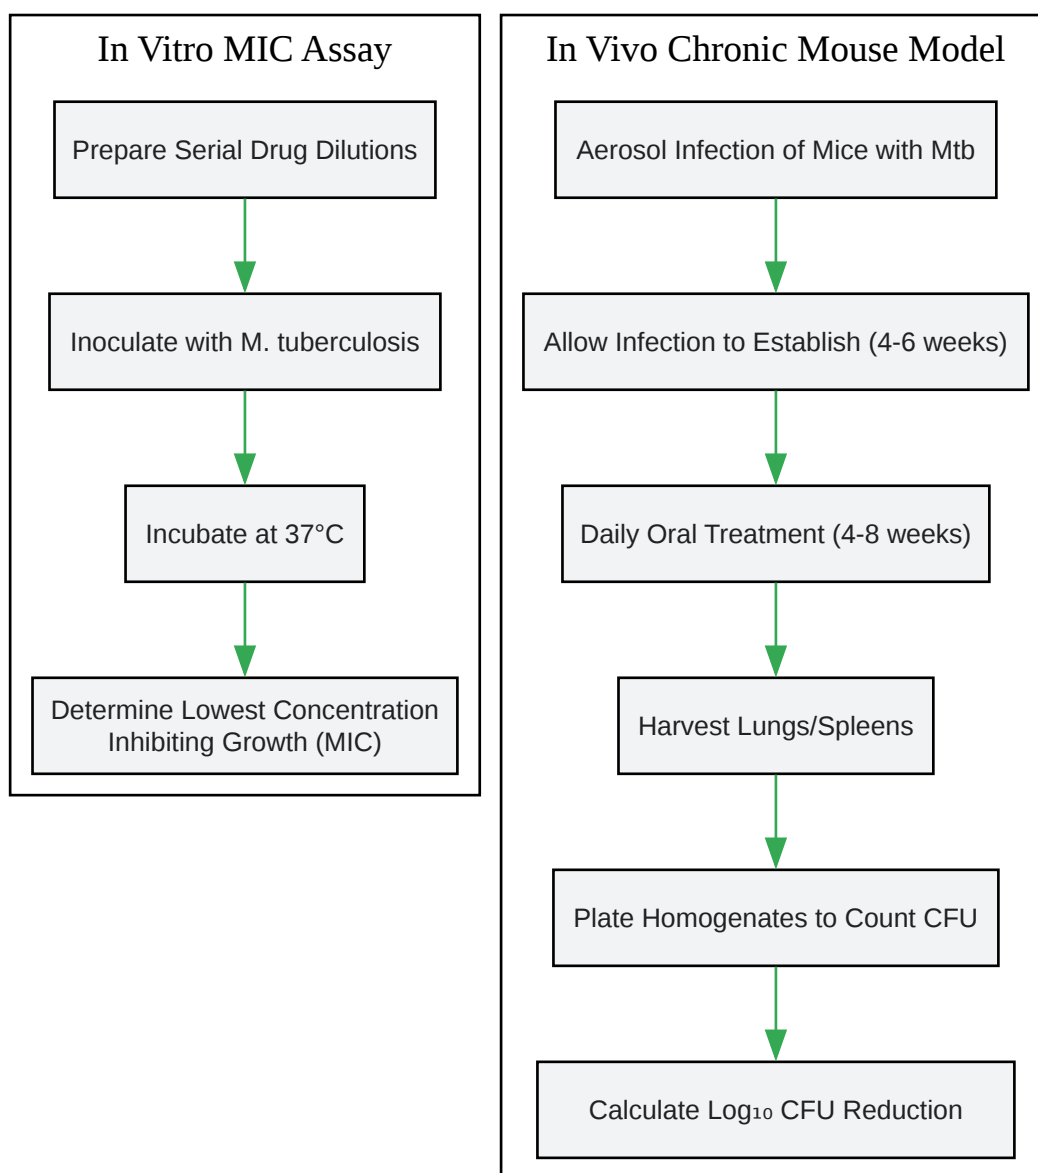 In Vitro MIC Assay
Prepare Serial Drug Dilutions
Inoculate with M. tuberculosis
Incubate at 37°C
Determine Lowest Concentration
Inhibiting Growth (MIC)
In Vivo Chronic Mouse Model
Aerosol Infection of Mice with Mtb
Allow Infection to Establish (4-6 weeks)
Daily Oral Treatment (4-8 weeks)
Harvest Lungs/Spleens
Plate Homogenates to Count CFU
Calculate Log₁₀ CFU Reduction